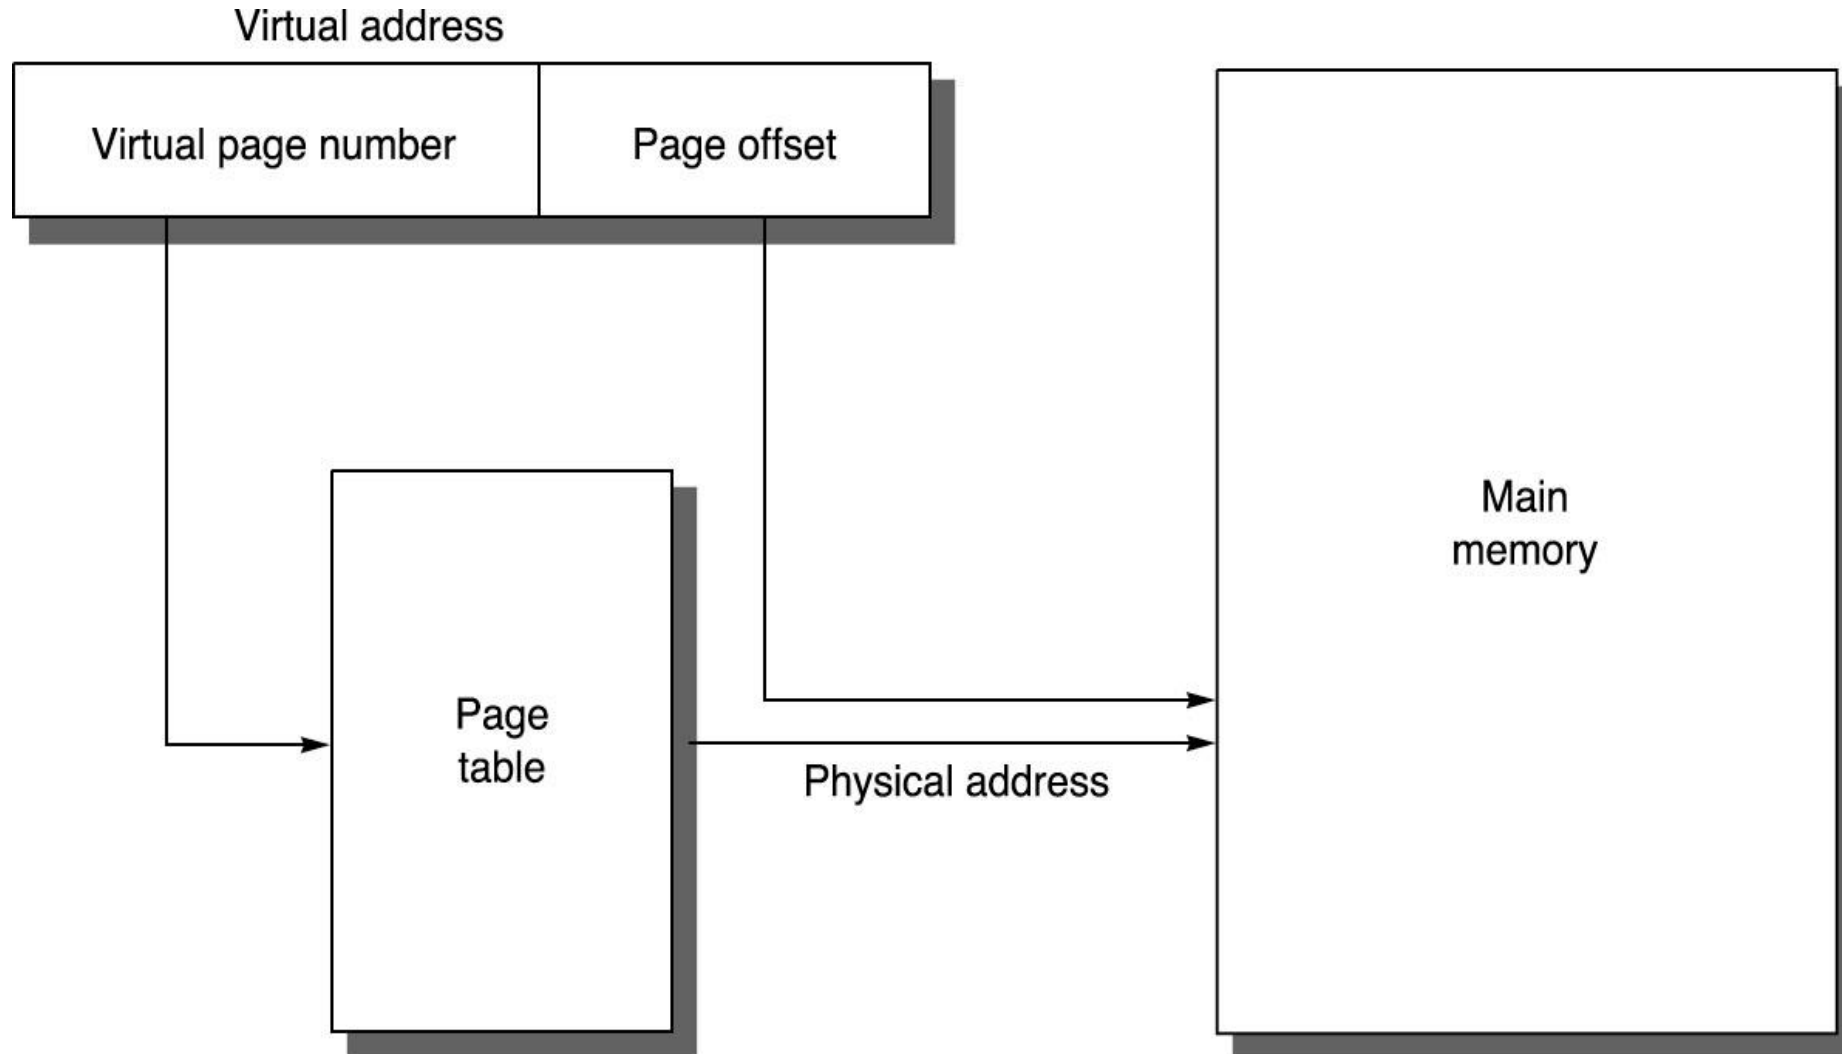 Virtual address
Virtual page number
Page offset
Main
memory
Page
table
Physical address